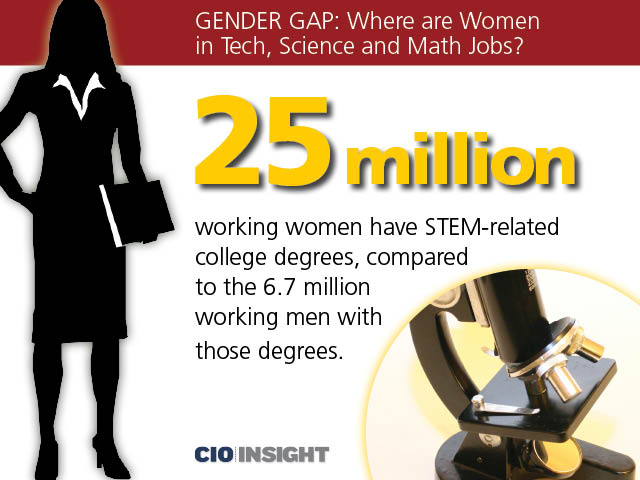 GENDER GAP: Where are Women
in Tech, Science and Math Jobs?
25 million
working women have STEM-related
college degrees, compared
to the 6.7 million
working men with
those degrees.
CIO INSIGHT